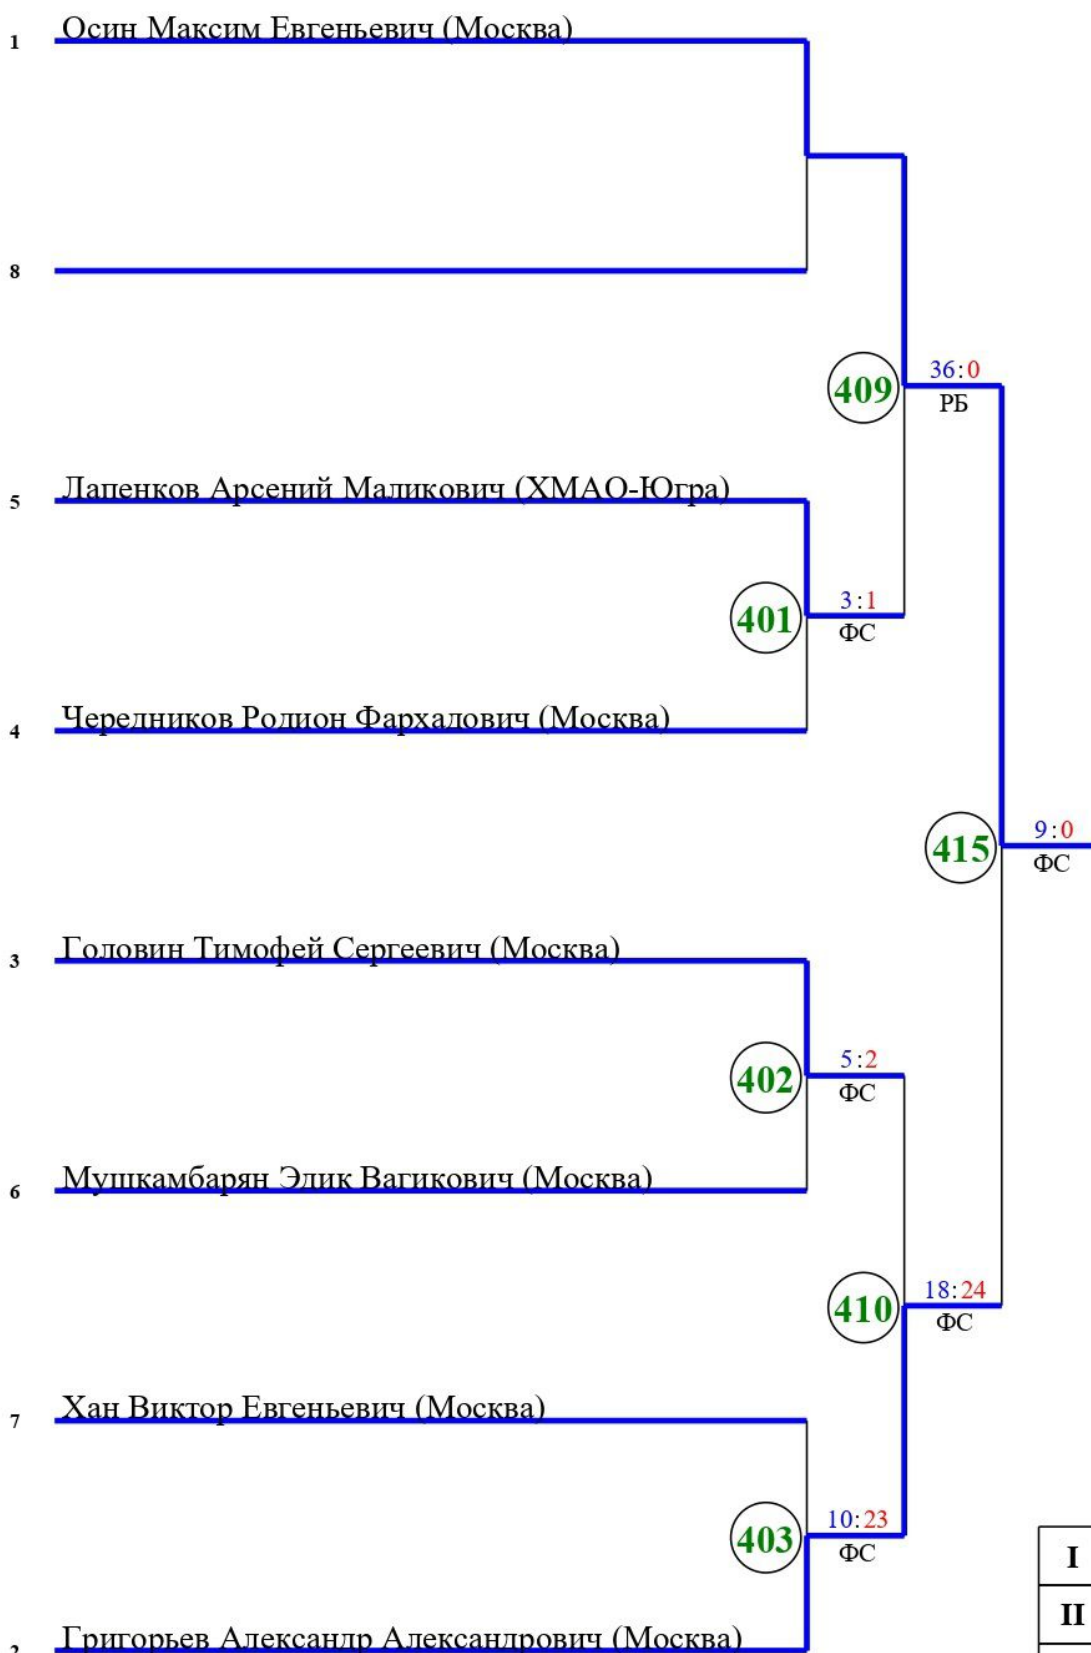 1 Осин Максим Евгеньевич (Москва)
8
36:0
409
РБ
5 Лапенков Арсений Маликович (ХМАО-Югра)
3:1
401
ФС
4 Чередников Родион Фархадович (Москва)
9:0
415
ФС
3 Головин Тимофей Сергеевич (Москва)
5:2
402
ФС
6 Мушкамбарян Эдик Вагикович (Москва)
18:24
410
ФС
7 Хан Виктор Евгеньевич (Москва)
10:23
403
ФС
I
II
2 Григорьев Александр Александрович (Москва)